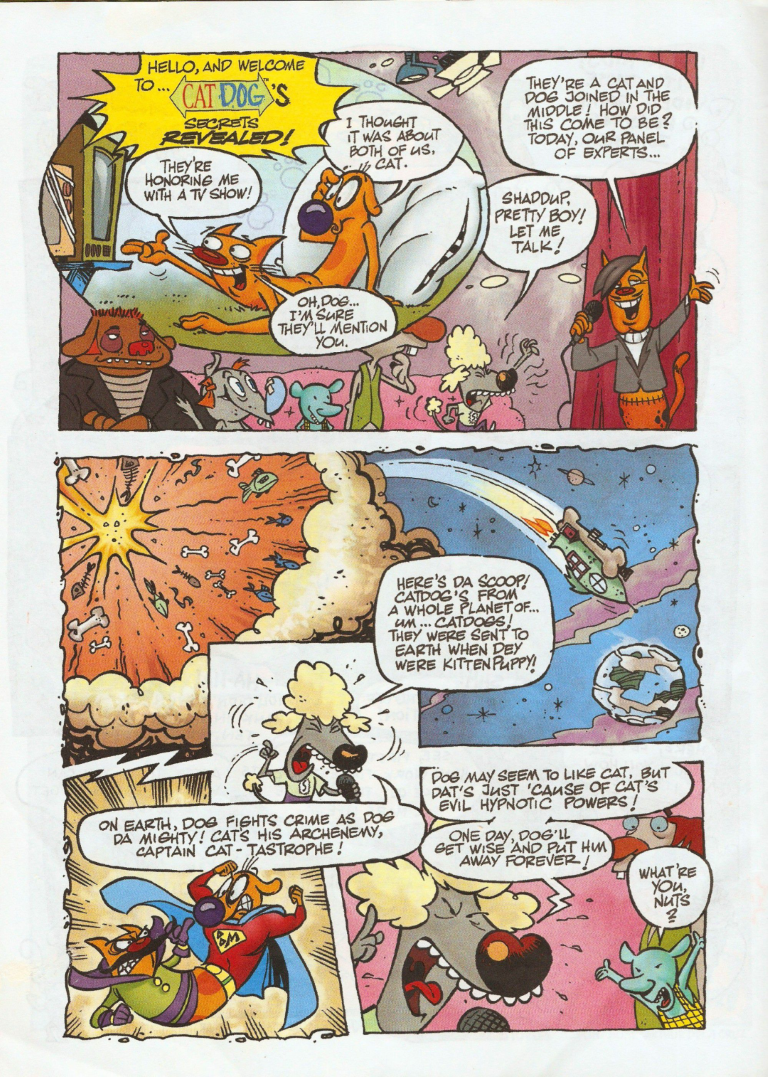 HELLO, AND WELCOME
TO... CATDOG™'S
SECRETS
REVEALED!
THEY'RE
HONORING ME
WITH A TV SHOW!
I THOUGHT
IT WAS ABOUT
BOTH OF US,
CAT.
OH, DOG...
I'M SURE
THEY'LL MENTION
YOU.
THEY'RE A CAT AND
DOG JOINED IN THE
MIDDLE! HOW DID
THIS COME TO BE?
TODAY, OUR PANEL
OF EXPERTS...
SHADDUP,
PRETTY BOY!
LET ME
TALK!
HERE'S DA SCOOP!
CATDOG'S FROM
A WHOLE PLANET OF...
UM... CATDOGS!
THEY WERE SENT TO
EARTH WHEN DEY
WERE KITTENPUPPY!
ON EARTH, DOG FIGHTS CRIME AS DOG
DA MIGHTY! CAT'S HIS ARCHENEMY,
CAPTAIN CAT-TASTROPHE!
DM
DOG MAY SEEM TO LIKE CAT, BUT
DAT'S JUST 'CAUSE OF CAT'S
EVIL HYPNOTIC POWERS!
ONE DAY, DOG'LL
GET WISE AND PUT HIM
AWAY FOREVER!
WHAT'RE
YOU,
NUTS
?